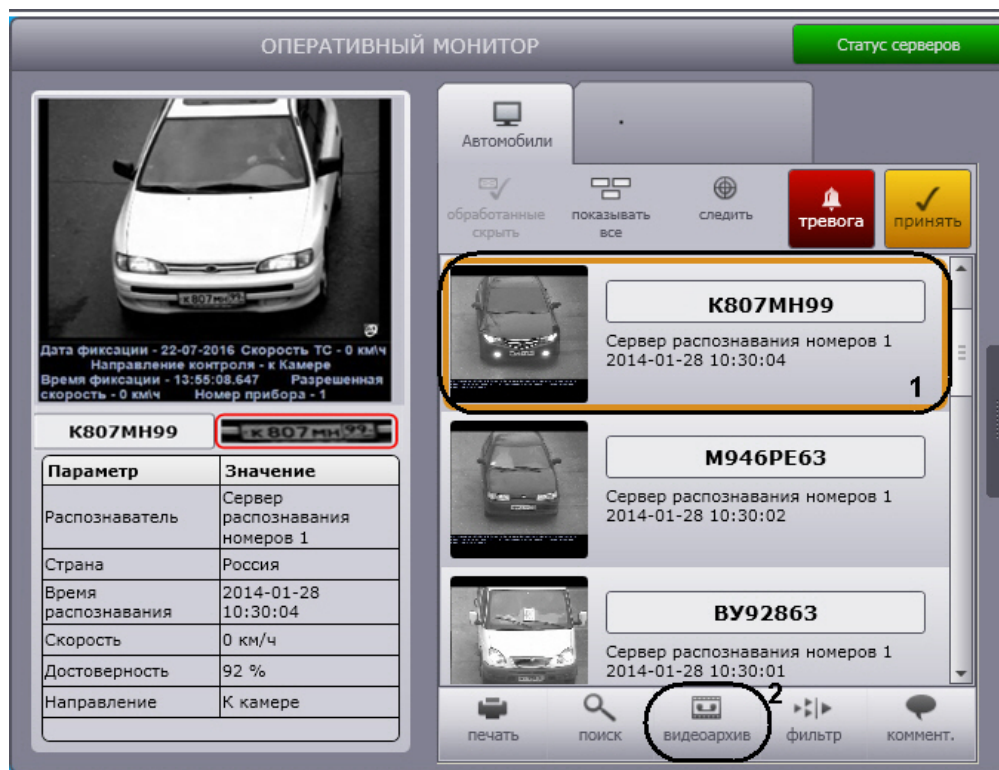 ОПЕРАТИВНЫЙ МОНИТОР
Статус серверов
Дата фиксации - 22-07-2016 Скорость ТС - 0 км\ч
Направление контроля - к Камере
Время фиксации - 13:55:08.647 Разрешенная
скорость - 0 км\ч Номер прибора - 1
К807МН99
к807мн99
Параметр Значение
Распознаватель Сервер
распознавания
номеров 1
Страна Россия
Время
распознавания
2014-01-28
10:30:04
Скорость 0 км/ч
Достоверность 92 %
Направление К камере
Автомобили
обработанные
скрыть
показывать
все
следить
тревога
принять
К807МН99
Сервер распознавания номеров 1
2014-01-28 10:30:04
1
М946РЕ63
Сервер распознавания номеров 1
2014-01-28 10:30:02
ВУ92863
Сервер распознавания номеров 1
2014-01-28 10:30:01
2
печать
поиск
видеоархив
фильтр
коммент.